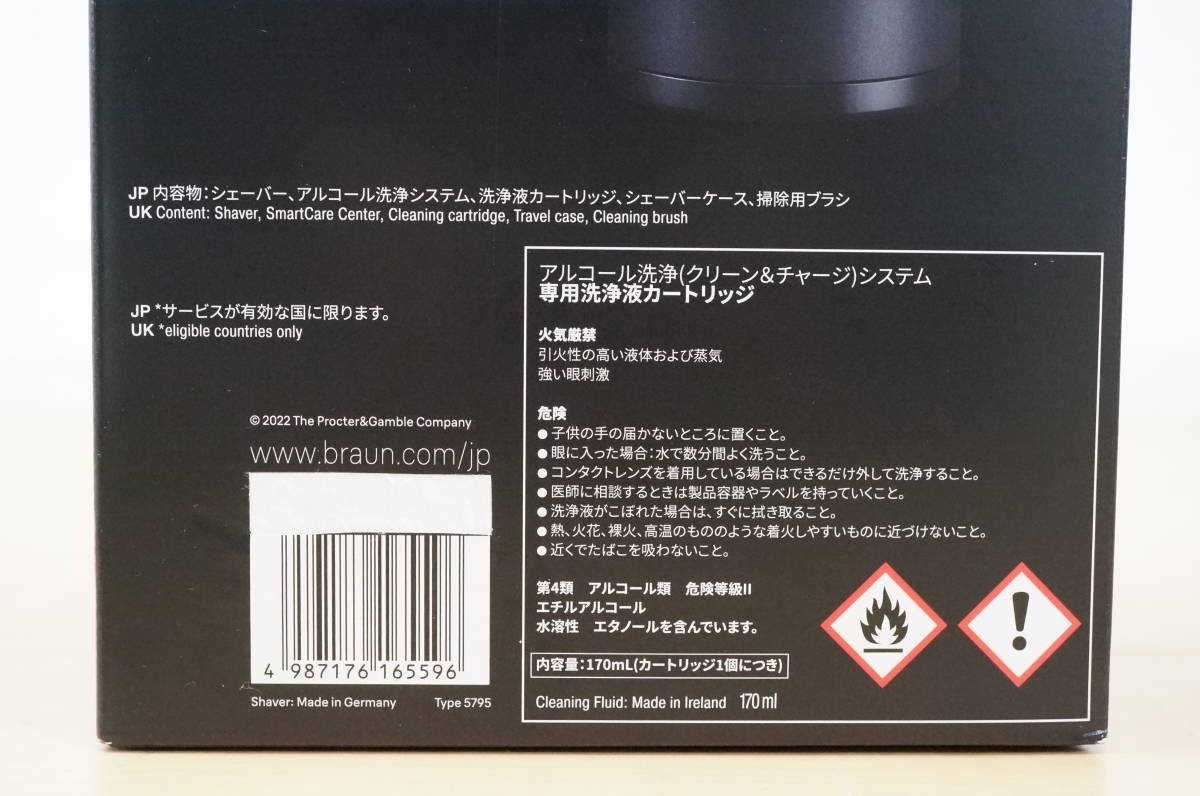 JP 内容物：シェーバー、アルコール洗浄システム、洗浄液カートリッジ、シェーバーケース、掃除用ブラシ
UK Content: Shaver, SmartCare Center, Cleaning cartridge, Travel case, Cleaning brush
JP *サービスが有効な国に限ります。
UK *eligible countries only
© 2022 The Procter&Gamble Company
www.braun.com/jp
4 987176 165596
Shaver: Made in Germany Type 5795
アルコール洗浄(クリーン&チャージ)システム
専用洗浄液カートリッジ
火気厳禁
引火性の高い液体および蒸気
強い眼刺激
危険
●子供の手の届かないところに置くこと。
●眼に入った場合：水で数分間よく洗うこと。
●コンタクトレンズを着用している場合はできるだけ外して洗浄すること。
●医師に相談するときは製品容器やラベルを持っていくこと。
●洗浄液がこぼれた場合は、すぐに拭き取ること。
●熱、火花、裸火、高温のもののような着火しやすいものに近づけないこと。
●近くでたばこを吸わないこと。
第4類 アルコール類 危険等級II
エチルアルコール
水溶性 エタノールを含んでいます。
内容量：170mL(カートリッジ1個につき)
Cleaning Fluid: Made in Ireland 170 ml